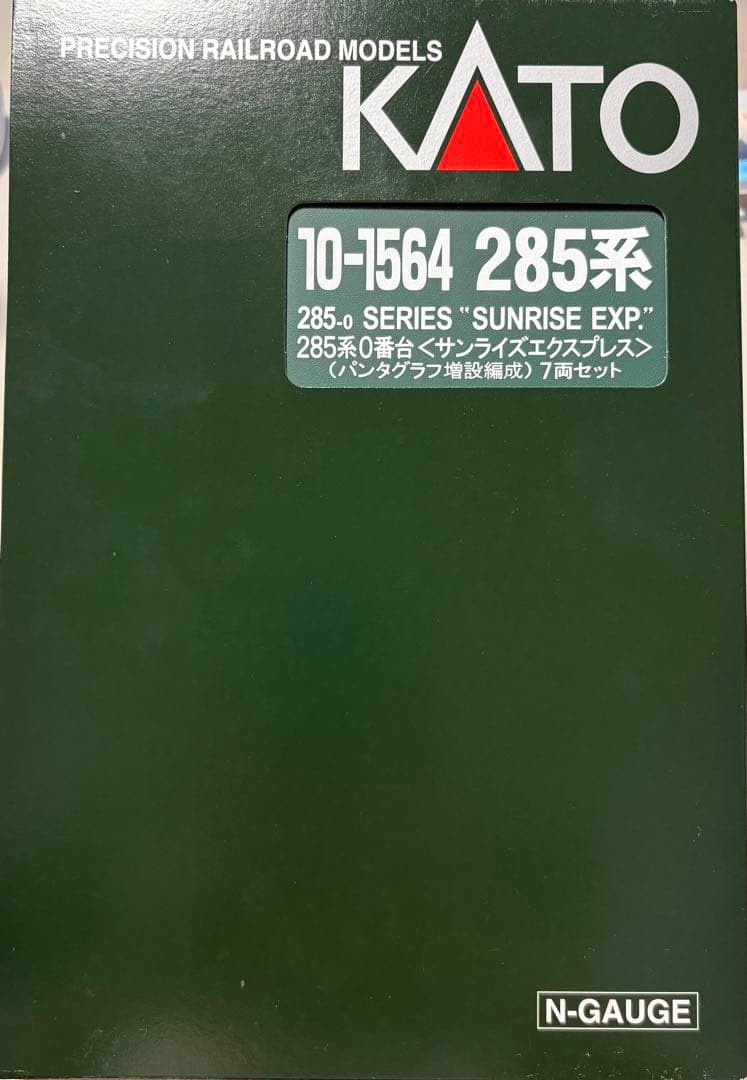 PRECISION RAILROAD MODELS
KATO
10-1564 285系
285-0 SERIES "SUNRISE EXP."
285系0番台<サンライズエクスプレス>
(パンタグラフ増設編成) 7両セット
N-GAUGE